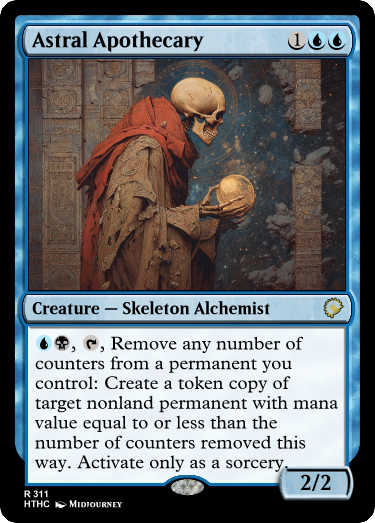 Astral Apothecary 1
Creature — Skeleton Alchemist
, , Remove any number of
counters from a permanent you
control: Create a token copy of
target nonland permanent with mana
value equal to or less than the
number of counters removed this
way. Activate only as a sorcery.
2/2
R 311
HTHC MIDJOURNEY